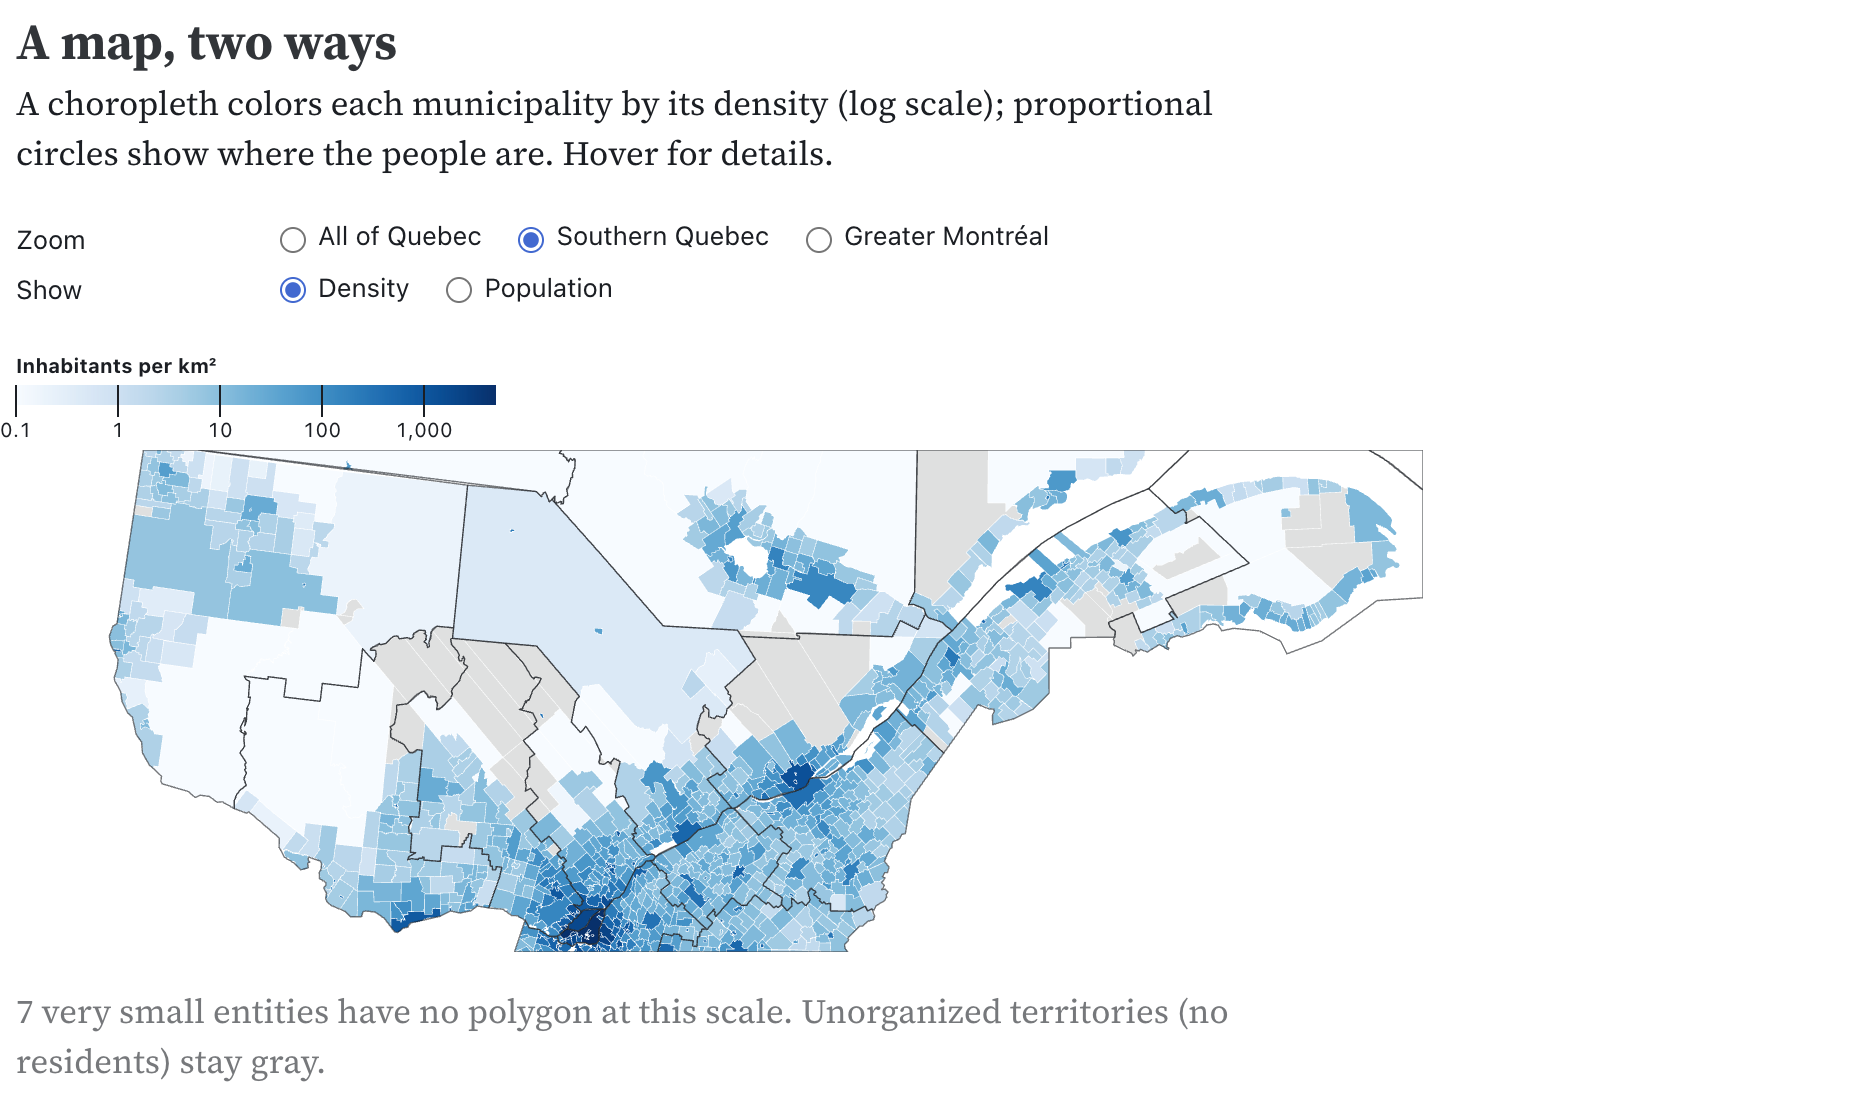 A map, two ways
A choropleth colors each municipality by its density (log scale); proportional
circles show where the people are. Hover for details.
Zoom
All of Quebec
Southern Quebec
Greater Montréal
Show
Density
Population
Inhabitants per km²
0.1 1 10 100 1,000
7 very small entities have no polygon at this scale. Unorganized territories (no
residents) stay gray.